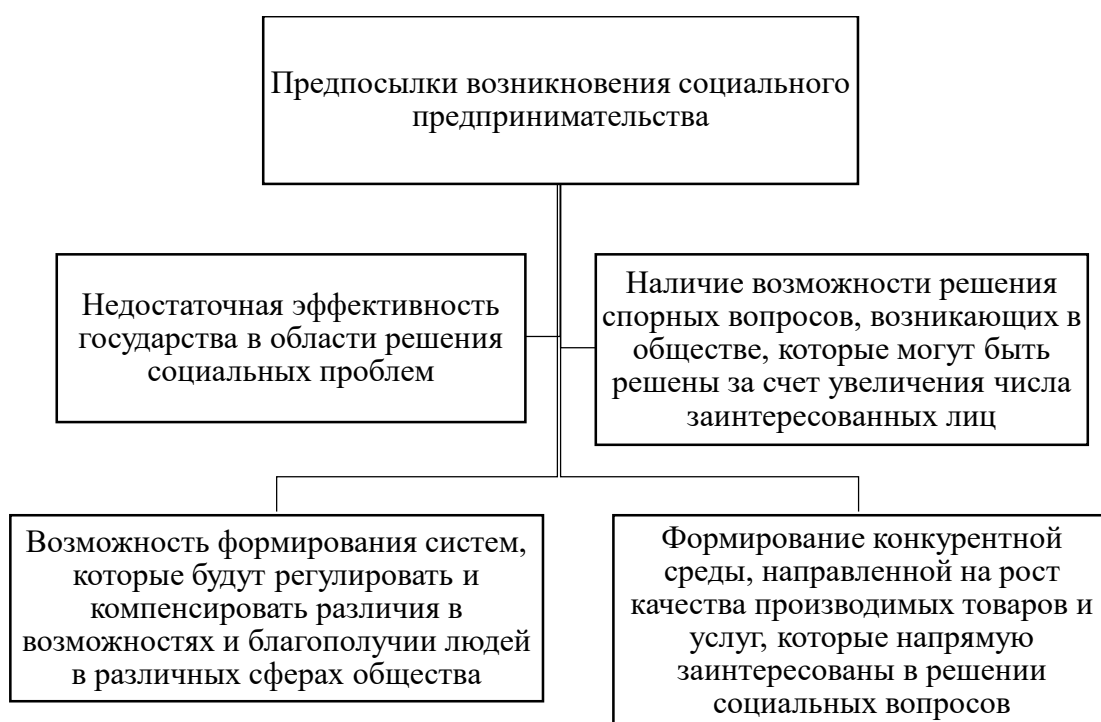 Предпосылки возникновения социального
предпринимательства
Недостаточная эффективность
государства в области решения
социальных проблем
Наличие возможности решения
спорных вопросов, возникающих в
обществе, которые могут быть
решены за счет увеличения числа
заинтересованных лиц
Возможность формирования систем,
которые будут регулировать и
компенсировать различия в
возможностях и благополучии людей
в различных сферах общества
Формирование конкурентной
среды, направленной на рост
качества производимых товаров и
услуг, которые напрямую
заинтересованы в решении
социальных вопросов